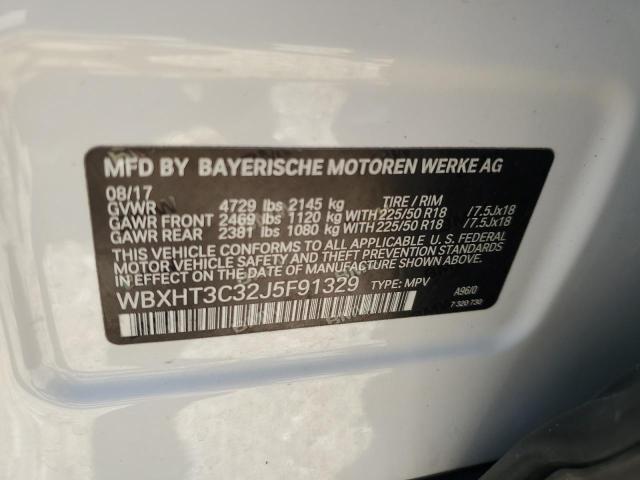 MFD BY BAYERISCHE MOTOREN WERKE AG
08/17
GVWR 4729 lbs 2145 kg TIRE / RIM
GAWR FRONT 2469 lbs 1120 kg WITH 225/50 R18 /7.5Jx18
GAWR REAR 2381 lbs 1080 kg WITH 225/50 R18 /7.5Jx18
THIS VEHICLE CONFORMS TO ALL APPLICABLE U. S. FEDERAL
MOTOR VEHICLE SAFETY AND THEFT PREVENTION STANDARDS
IN EFFECT ON THE DATE OF MANUFACTURE SHOWN ABOVE.
WBXHT3C32J5F91329 TYPE: MPV A96/0
7 320 730